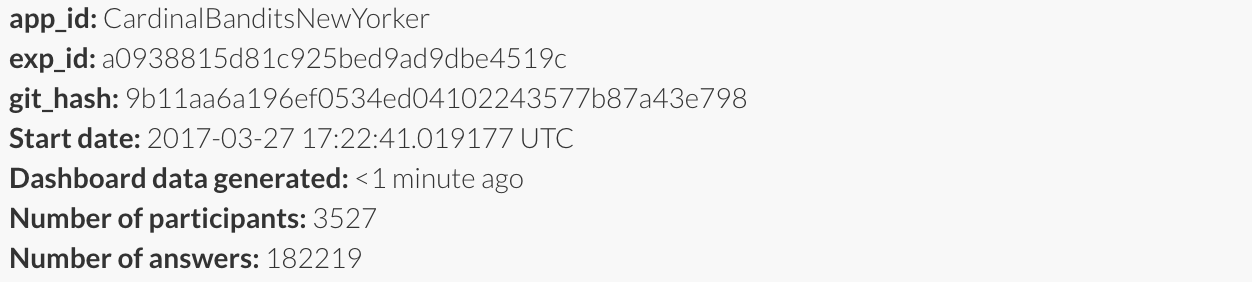 app_id: CardinalBanditsNewYorker
exp_id: a0938815d81c925bed9ad9dbe4519c
git_hash: 9b11aa6a196ef0534ed04102243577b87a43e798
Start date: 2017-03-27 17:22:41.019177 UTC
Dashboard data generated: <1 minute ago
Number of participants: 3527
Number of answers: 182219